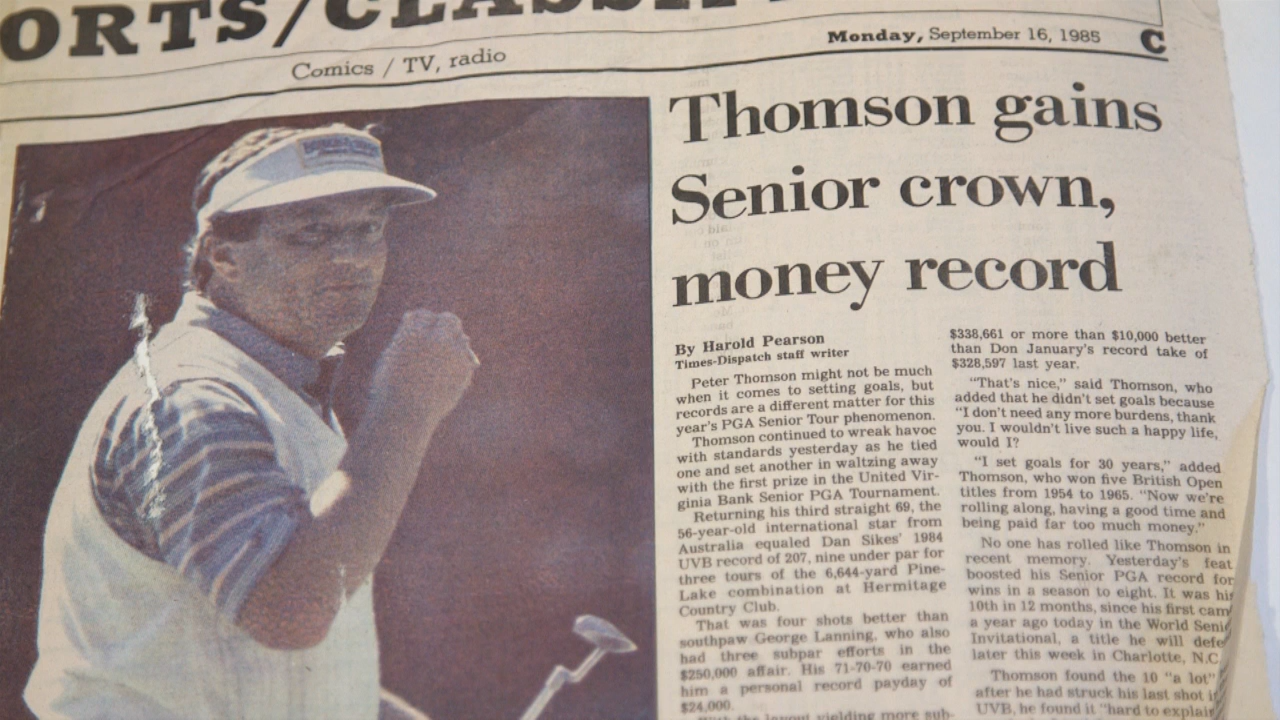 ORTS/CLASSIF
Comics / TV, radio
Monday, September 16, 1985 C
Thomson gains
Senior crown,
money record
By Harold Pearson
Times-Dispatch staff writer
Peter Thomson might not be much
when it comes to setting goals, but
records are a different matter for this
year's PGA Senior Tour phenomenon.
Thomson continued to wreak havoc
with standards yesterday as he tied
one and set another in waltzing away
with the first prize in the United Vir-
ginia Bank Senior PGA Tournament.
Returning his third straight 69, the
56-year-old international star from
Australia equaled Dan Sikes' 1984
UVB record of 207, nine under par for
three tours of the 6,644-yard Pine-
Lake combination at Hermitage
Country Club.
That was four shots better than
southpaw George Lanning, who also
had three subpar efforts in the
$250,000 affair. His 71-70-70 earned
him a personal record payday of
$24,000.
With the layout yielding more sub-
$338,661 or more than $10,000 better
than Don January's record take of
$328,597 last year.
"That's nice," said Thomson, who
added that he didn't set goals because
"I don't need any more burdens, thank
you. I wouldn't live such a happy life,
would I?
"I set goals for 30 years," added
Thomson, who won five British Open
titles from 1954 to 1965. "Now we're
rolling along, having a good time and
being paid far too much money."
No one has rolled like Thomson in
recent memory. Yesterday's feat
boosted his Senior PGA record for
wins in a season to eight. It was his
10th in 12 months, since his first cam
a year ago today in the World Seni
Invitational, a title he will defe
later this week in Charlotte, N.C.
Thomson found the 10 "a lot"
after he had struck his last shot i
UVB, he found it "hard to explain